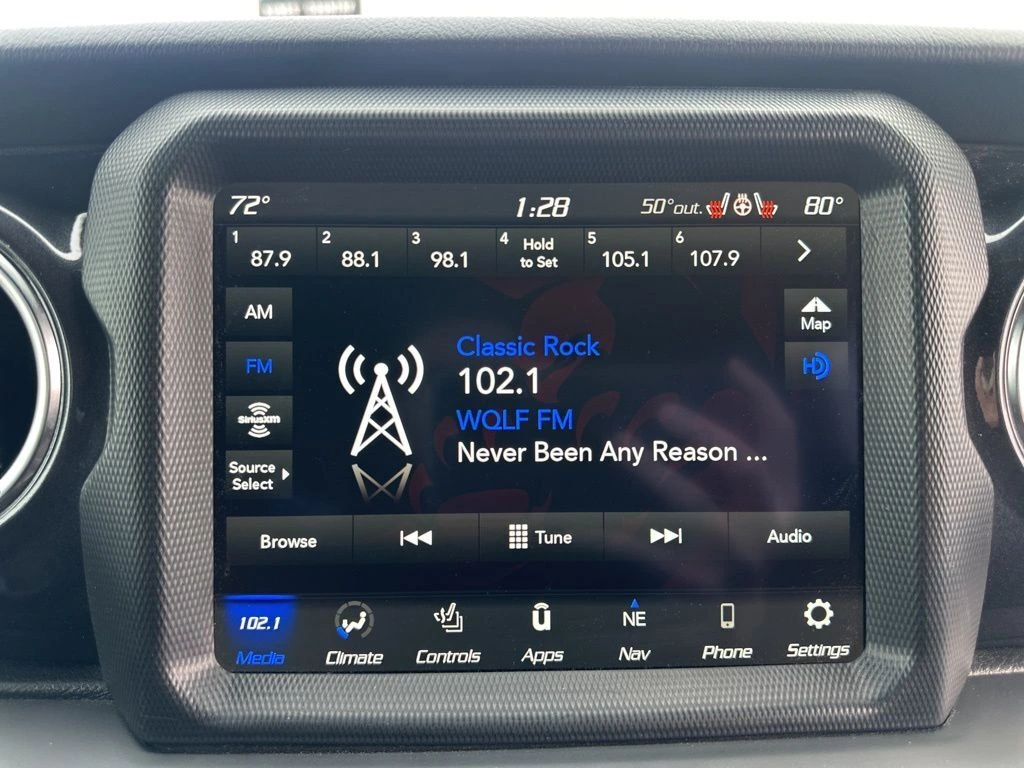 72° 1:28 50°out. 80°
1 87.9 2 88.1 3 98.1 4 Hold to Set 5 105.1 6 107.9
AM
Map
FM
HD
Classic Rock
102.1
WQLF FM
Never Been Any Reason ...
SiriusXM
Source
Select
Browse Tune Audio
102.1 NE
Media Climate Controls Apps Nav Phone Settings